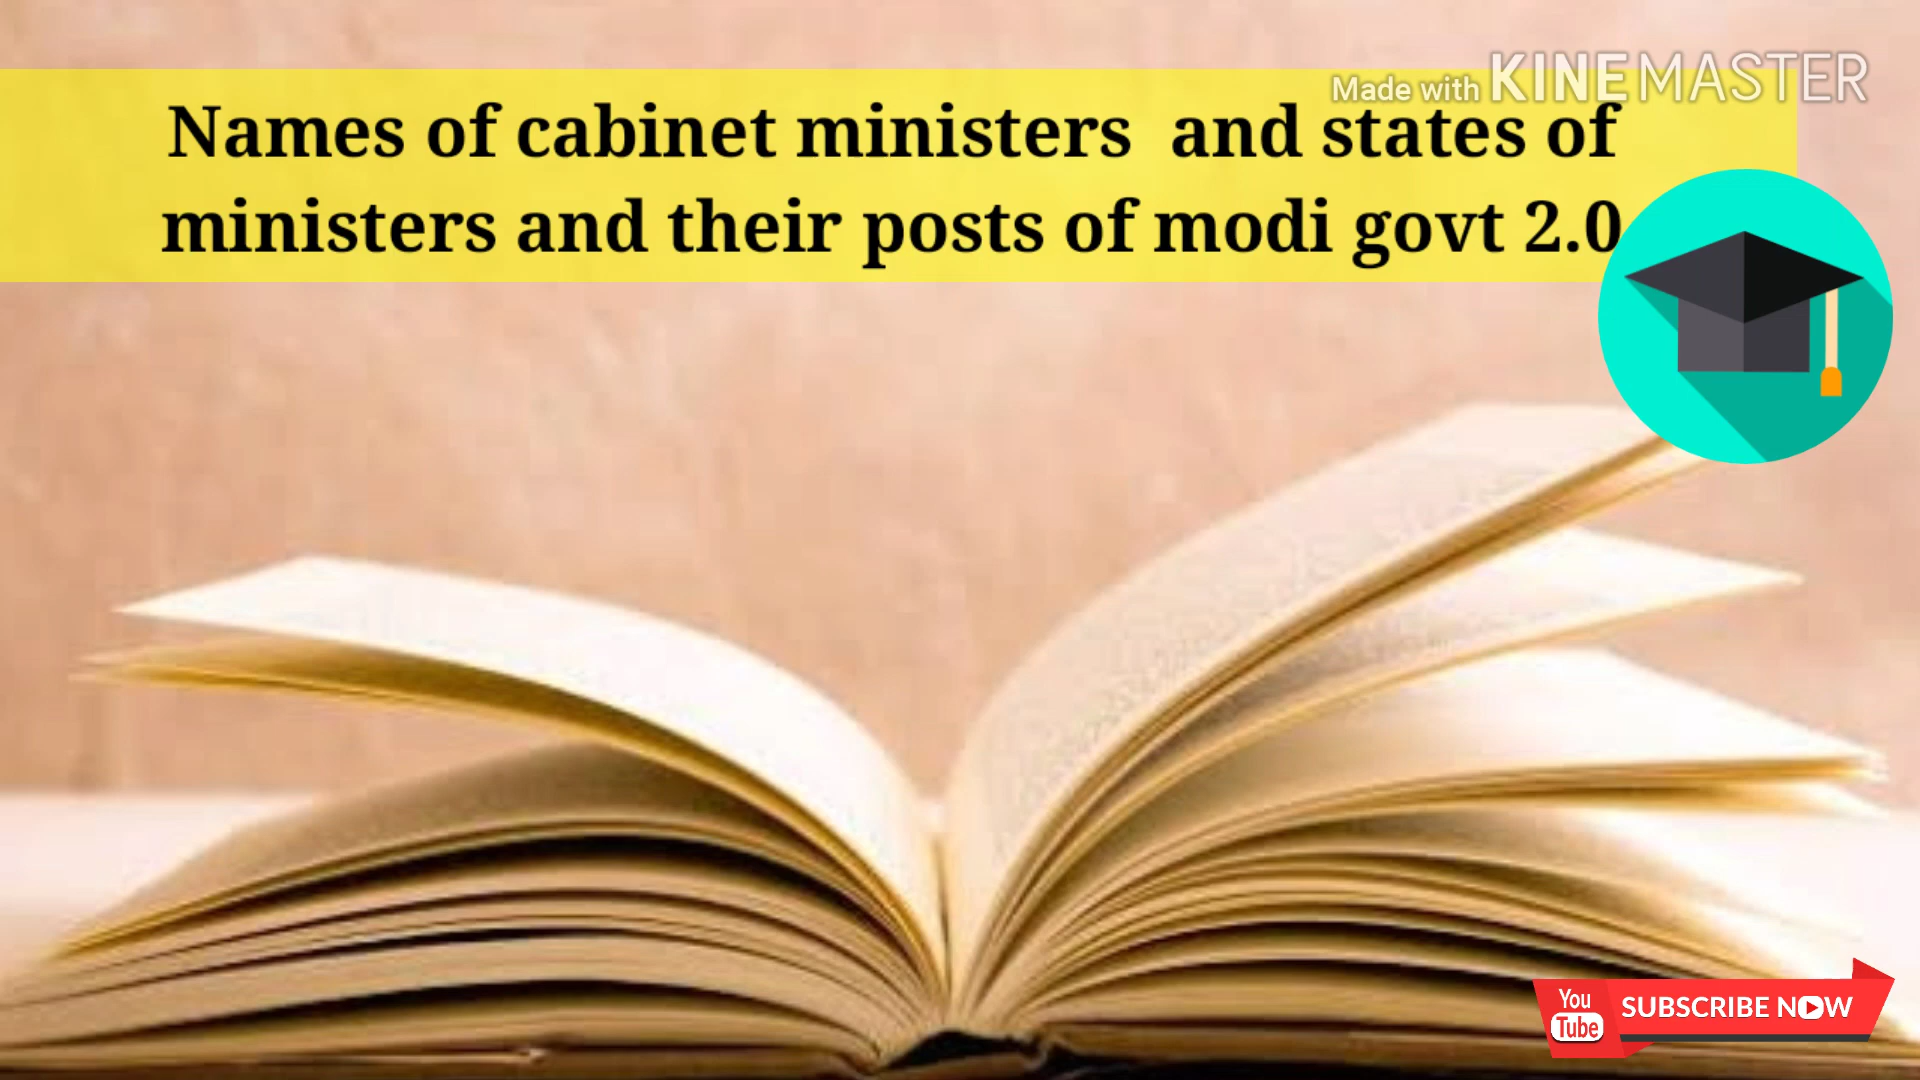 Made with KINEMASTER
Names of cabinet ministers  and states of
ministers and their posts of modi govt 2.0
You
Tube
SUBSCRIBE NOW